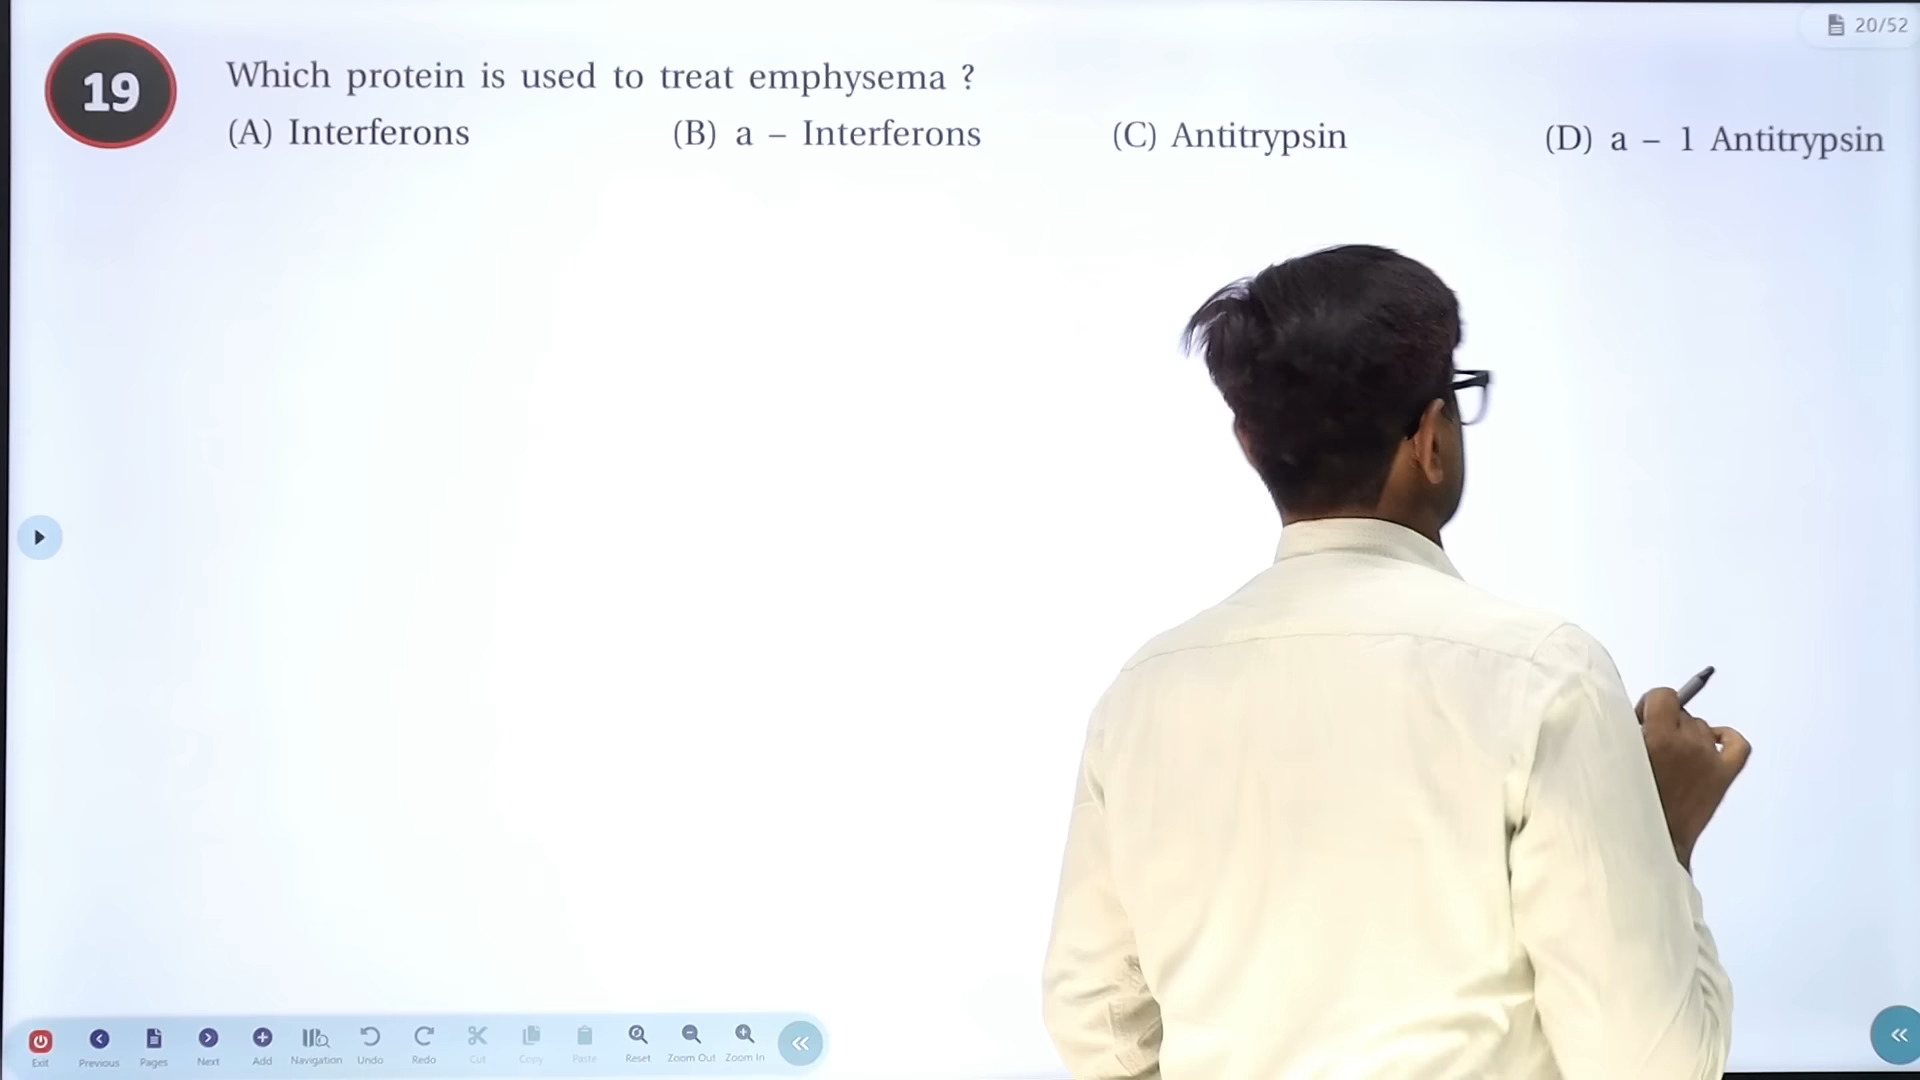 20/52
19
Which protein is used to treat emphysema ?
(A) Interferons (B) a – Interferons (C) Antitrypsin (D) a – 1 Antitrypsin
Exit Previous Pages Next Add Navigation Undo Redo Cut Copy Paste Reset Zoom Out Zoom In